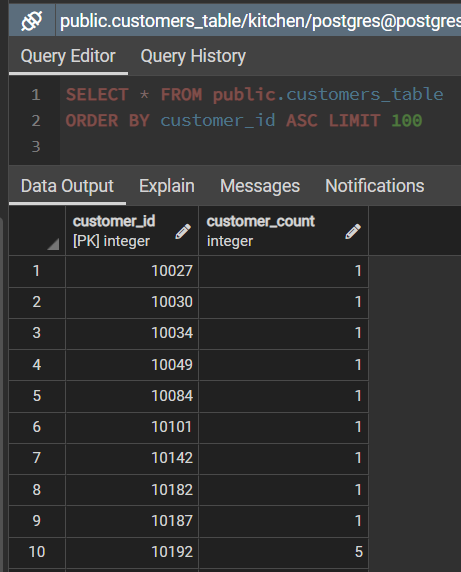 public.customers_table/kitchen/postgres@postgres
Query Editor Query History
1 SELECT * FROM public.customers_table
2 ORDER BY customer_id ASC LIMIT 100
3
Data Output Explain Messages Notifications
customer_id customer_count
[PK] integer integer
1 10027 1
2 10030 1
3 10034 1
4 10049 1
5 10084 1
6 10101 1
7 10142 1
8 10182 1
9 10187 1
10 10192 5